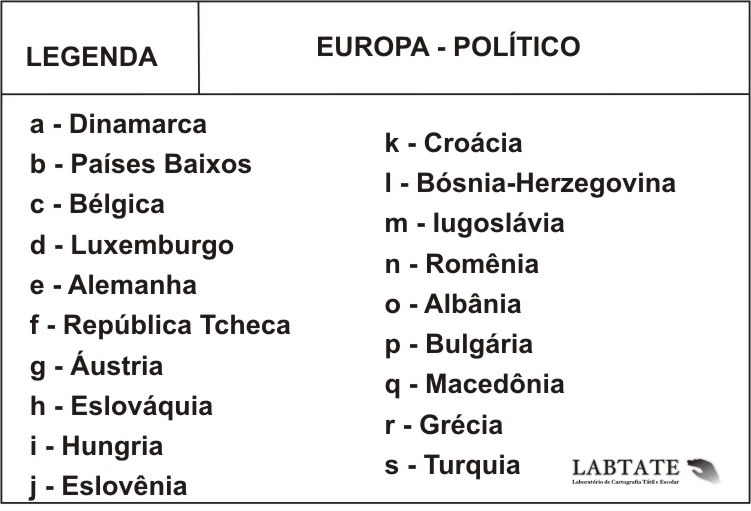 LEGENDA
EUROPA - POLÍTICO
a - Dinamarca
b - Países Baixos
c - Bélgica
d - Luxemburgo
e - Alemanha
f - República Tcheca
g - Áustria
h - Eslováquia
i - Hungria
j - Eslovênia
k - Croácia
l - Bósnia-Herzegovina
m - Iugoslávia
n - Romênia
o - Albânia
p - Bulgária
q - Macedônia
r - Grécia
s - Turquia
LABTATE
Laboratório de Cartografia Tátil e Escolar